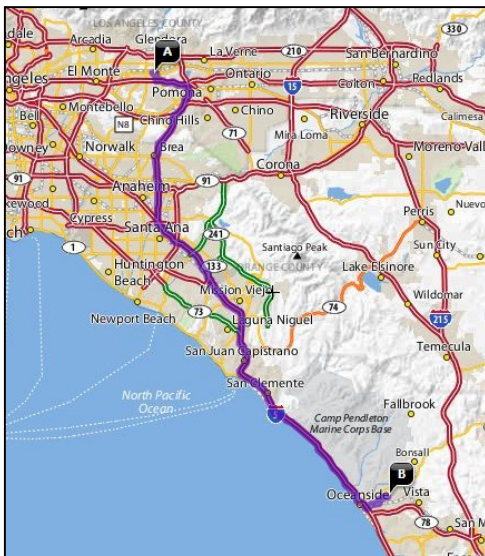 LOS ANGELES COUNTY
330
Arcadia
Glendora
A
La Verne
210
San Bernardino
El Monte
Ontario
Colton
Redlands
Angeles
Pomona
15
Montebello
Chino
Riverside
Calimesa
Bell
N8
Chino Hills
71
Mira Loma
Downey
Norwalk
Brea
Moreno Vall
91
Corona
Anaheim
91
Lakewood
Cypress
Nuevo
Perris
241
Santa Ana
1
Santiago Peak
Sun City
133
ORANGE COUNTY
Huntington
Beach
Lake Elsinore
Mission Viejo
Wildomar
73
74
Newport Beach
Laguna Niguel
215
San Juan Capistrano
Temecula
San Clemente
North Pacific
Ocean
5
Camp Pendleton
Marine Corps Base
Fallbrook
Bonsall
B
Oceanside
Vista
78
San M